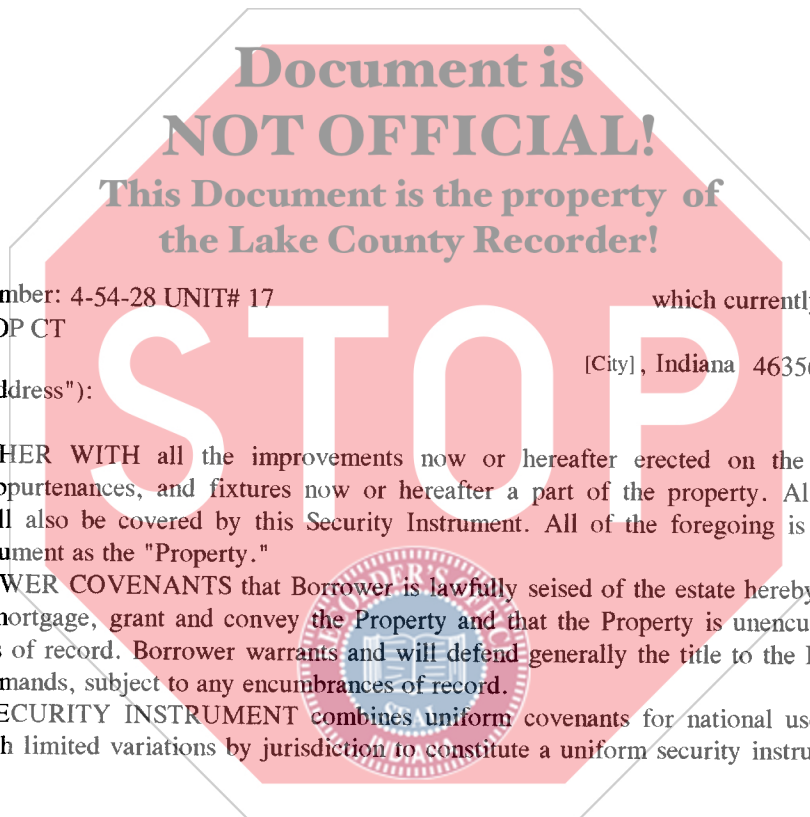 Document is
NOT OFFICIAL!
This Document is the property of
the Lake County Recorder!
mber: 4-54-28 UNIT# 17 which currently
OP CT
[City], Indiana 4635
ddress"):
STOP
HER WITH all the improvements now or hereafter erected on the
ppurtenances, and fixtures now or hereafter a part of the property. Al
ll also be covered by this Security Instrument. All of the foregoing is
ument as the "Property."
WER COVENANTS that Borrower is lawfully seised of the estate hereby
mortgage, grant and convey the Property and that the Property is unencu
s of record. Borrower warrants and will defend generally the title to the
mands, subject to any encumbrances of record.
ECURITY INSTRUMENT combines uniform covenants for national us
h limited variations by jurisdiction to constitute a uniform security instru
RECORDER'S OFFICE
SEAL
INDIANA